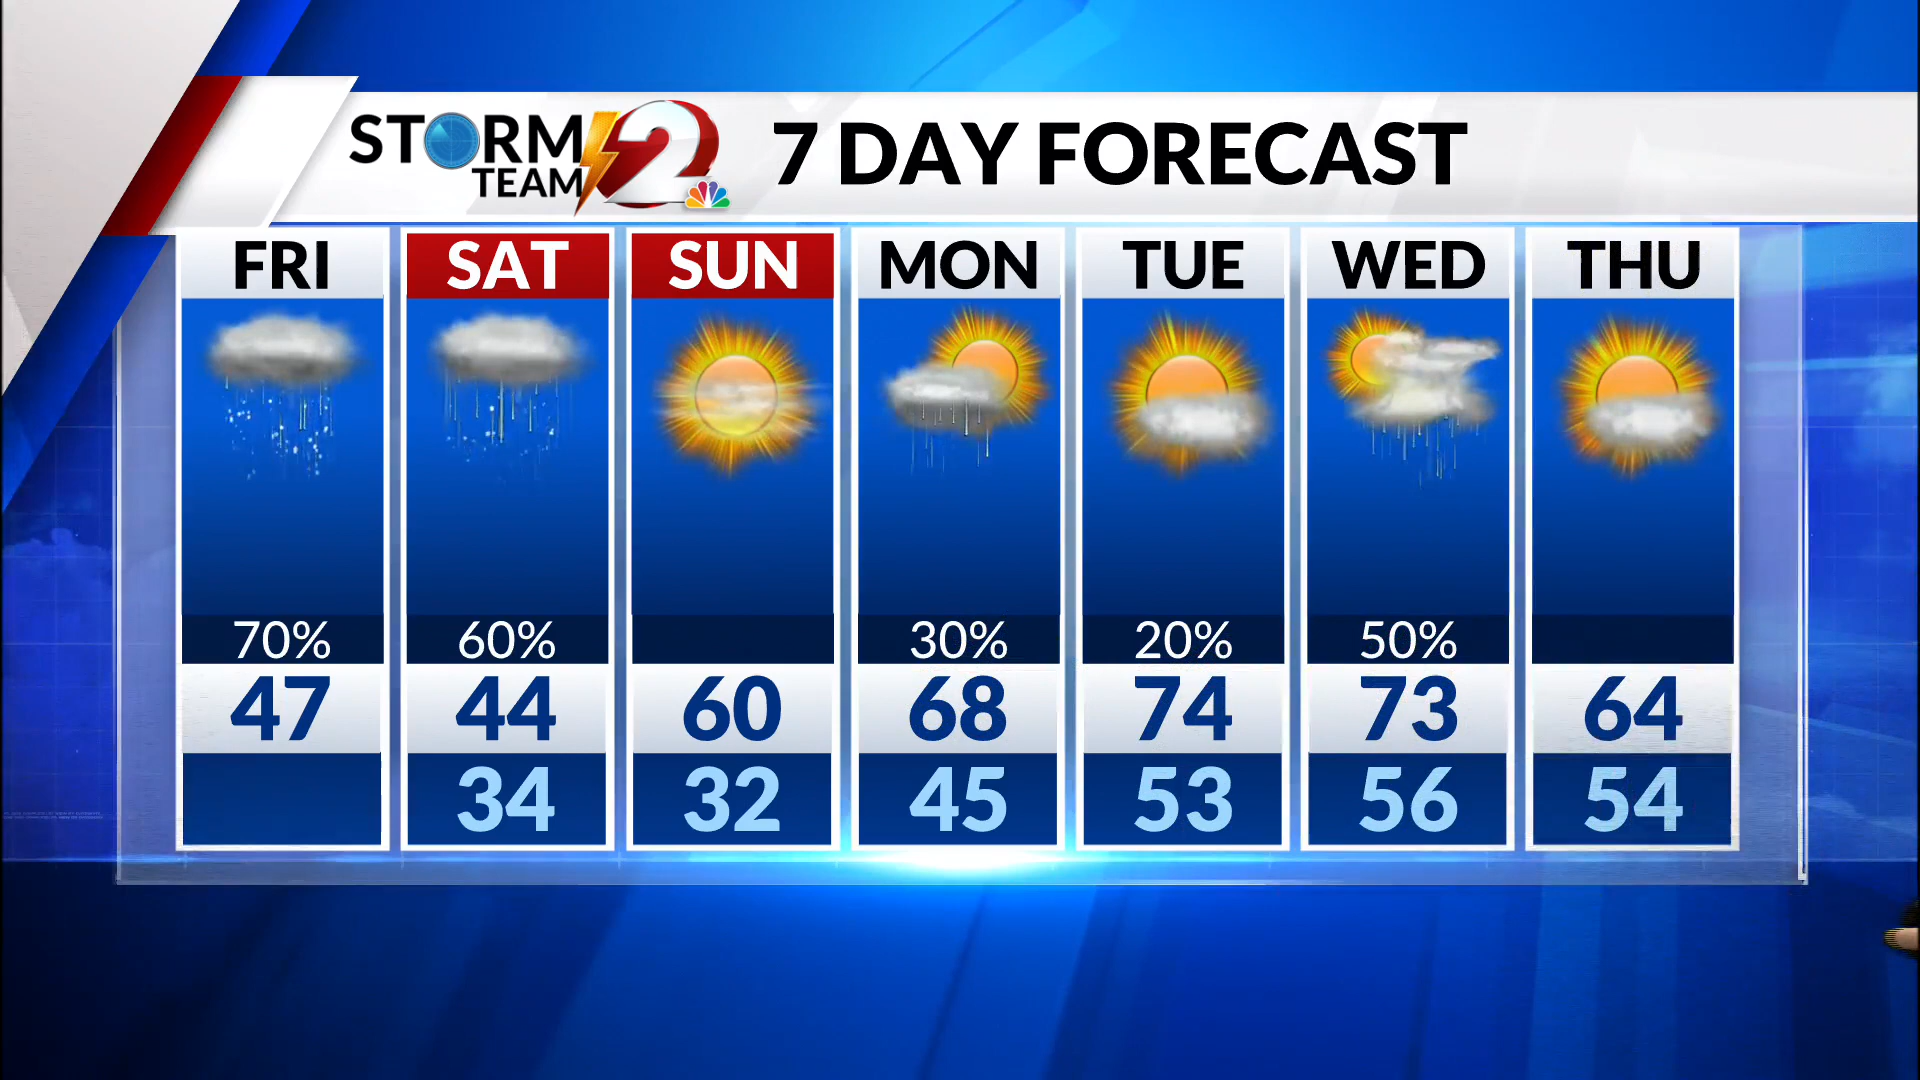 STORM
TEAM 2
7 DAY FORECAST
FRI SAT SUN MON TUE WED THU
70% 60% 30% 20% 50%
47 44 60 68 74 73 64
34 32 45 53 56 54